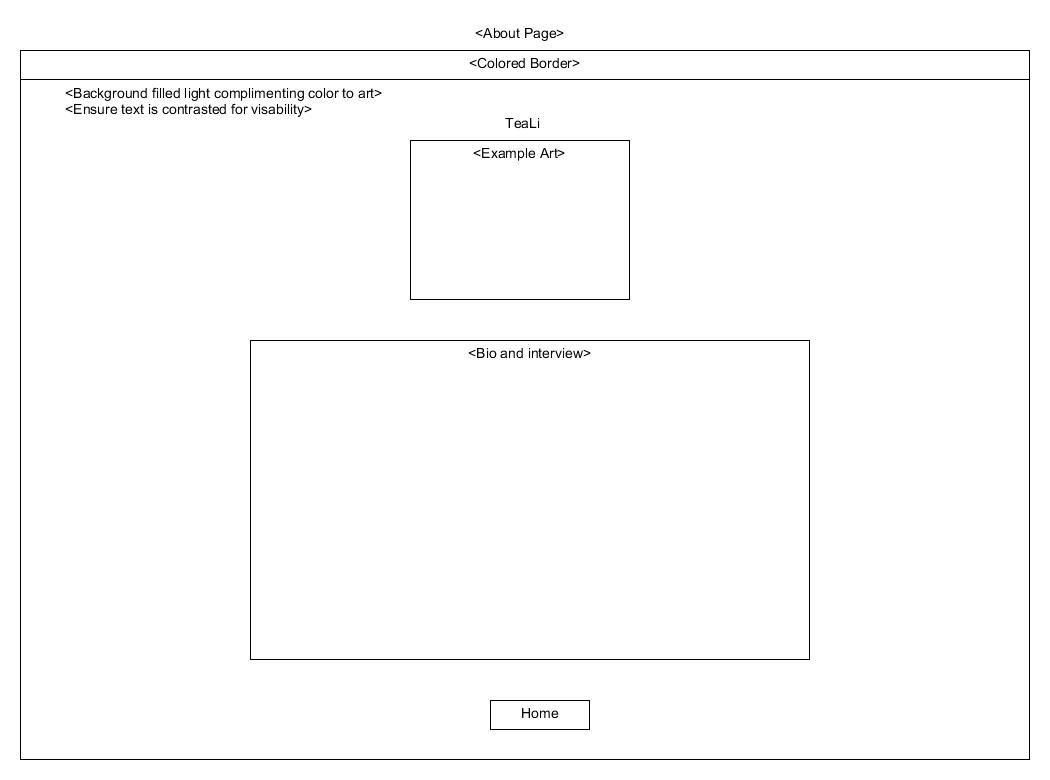 <About Page>
<Colored Border>
<Background filled light complimenting color to art>
<Ensure text is contrasted for visability>
TeaLi
<Example Art>
<Bio and interview>
Home